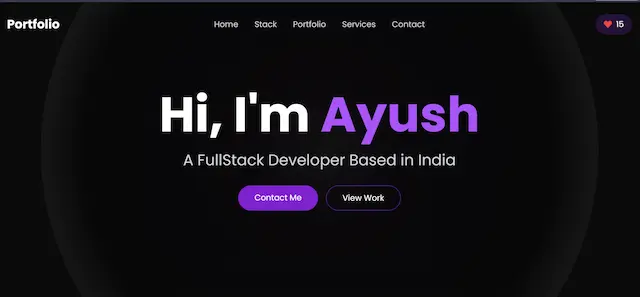 Portfolio
Home Stack Portfolio Services Contact
15
Hi, I'm Ayush
A FullStack Developer Based in India
Contact Me View Work